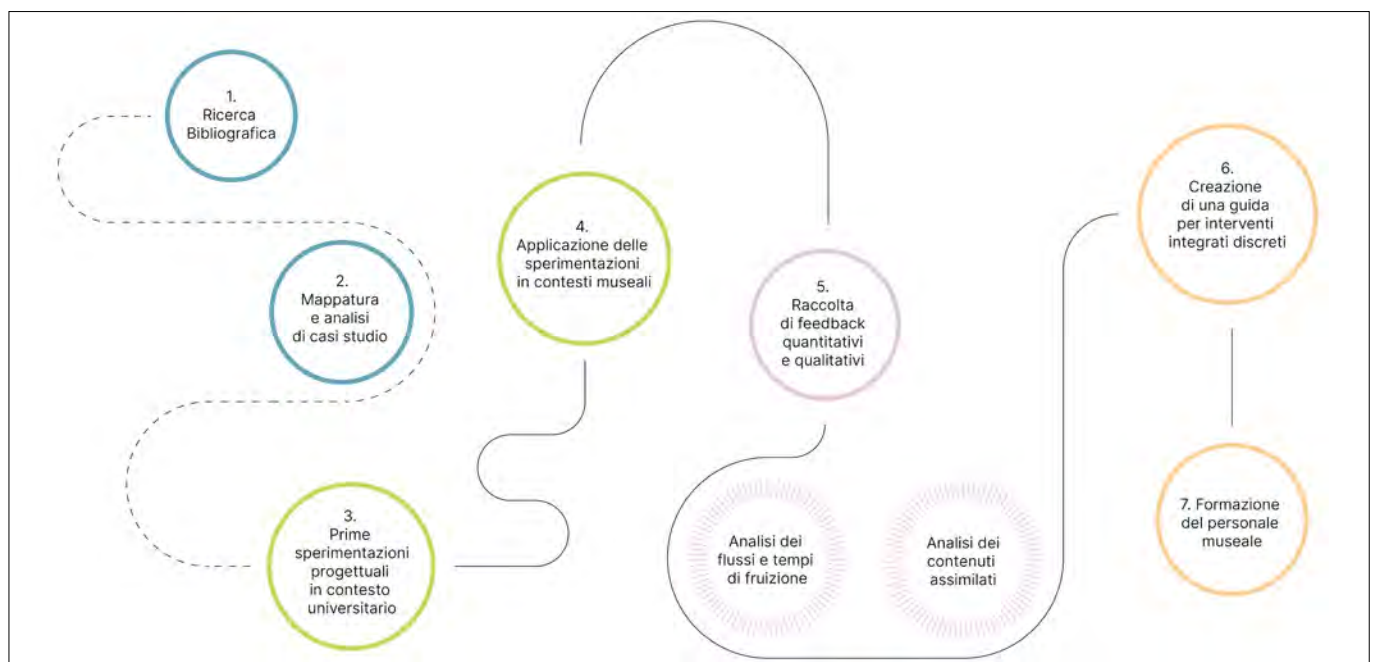 1.
Ricerca
Bibliografica
2.
Mappatura
e analisi
di casi studio
3.
Prime
sperimentazioni
progettuali
in contesto
universitario
4.
Applicazione delle
sperimentazioni
in contesti museali
5.
Raccolta
di feedback
quantitativi
e qualitativi
Analisi dei
flussi e tempi
di fruizione
Analisi dei
contenuti
assimilati
6.
Creazione
di una guida
per interventi
integrati discreti
7. Formazione
del personale
museale